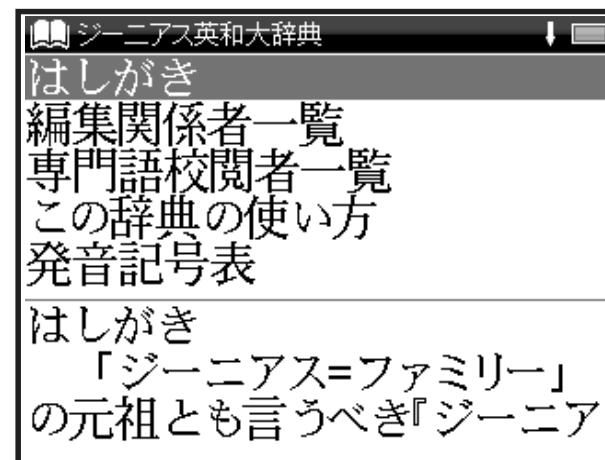 ジーニアス英和大辞典
はしがき
編集関係者一覧
専門語校閲者一覧
この辞典の使い方
発音記号表
はしがき
「ジーニアス=ファミリー」
の元祖とも言うべき『ジーニア